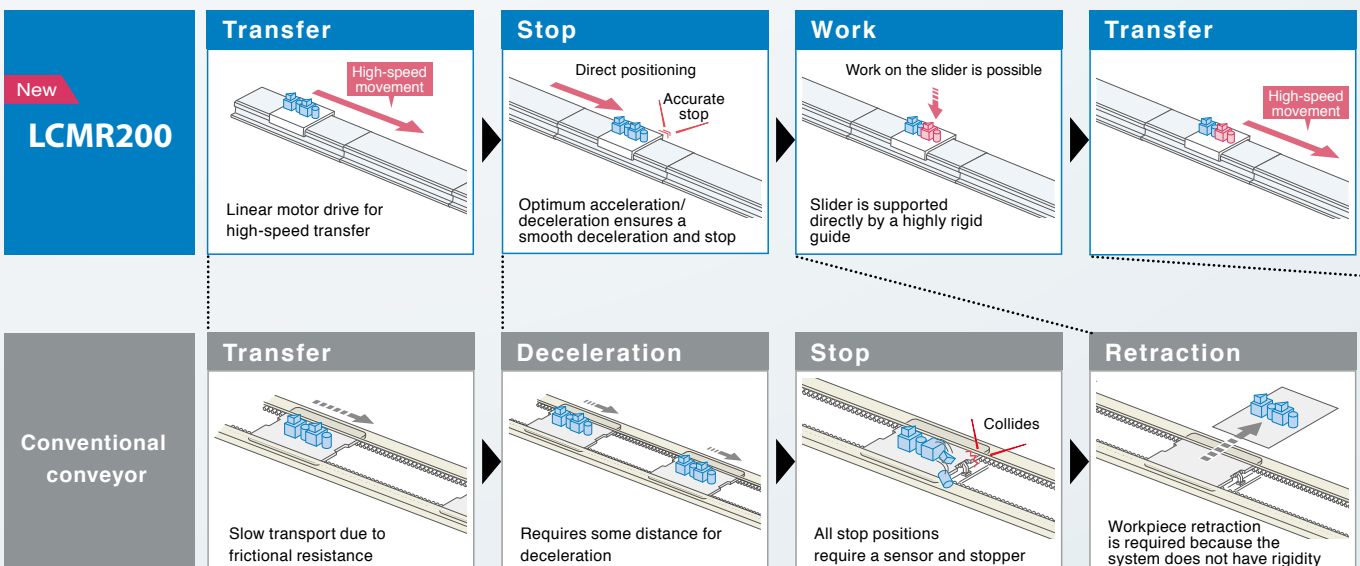 New
LCMR200
Transfer
High-speed
movement
Linear motor drive for
high-speed transfer
Stop
Direct positioning
Accurate
stop
Optimum acceleration/
deceleration ensures a
smooth deceleration and stop
Work
Work on the slider is possible
Slider is supported
directly by a highly rigid
guide
Transfer
High-speed
movement
Conventional
conveyor
Transfer
Slow transport due to
frictional resistance
Deceleration
Requires some distance for
deceleration
Stop
Collides
All stop positions
require a sensor and stopper
Retraction
Workpiece retraction
is required because the
system does not have rigidity